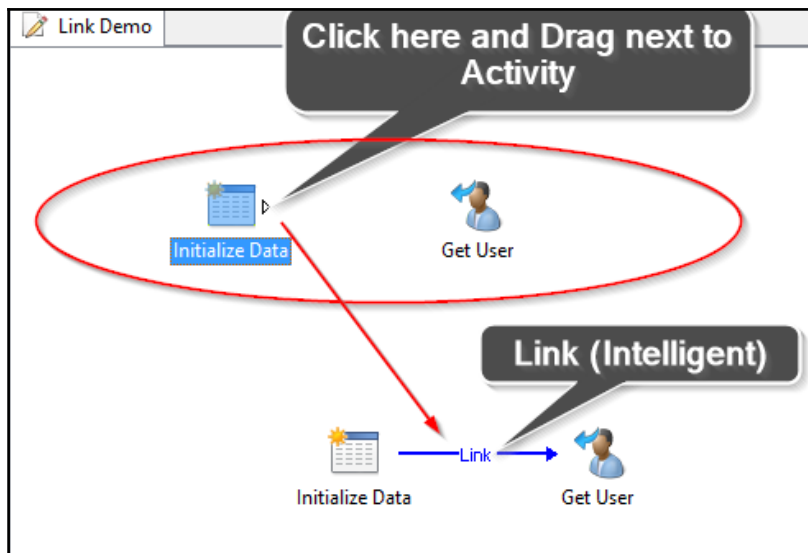 Link Demo
Click here and Drag next to
Activity
Initialize Data
Get User
Link (Intelligent)
Link
Initialize Data
Get User